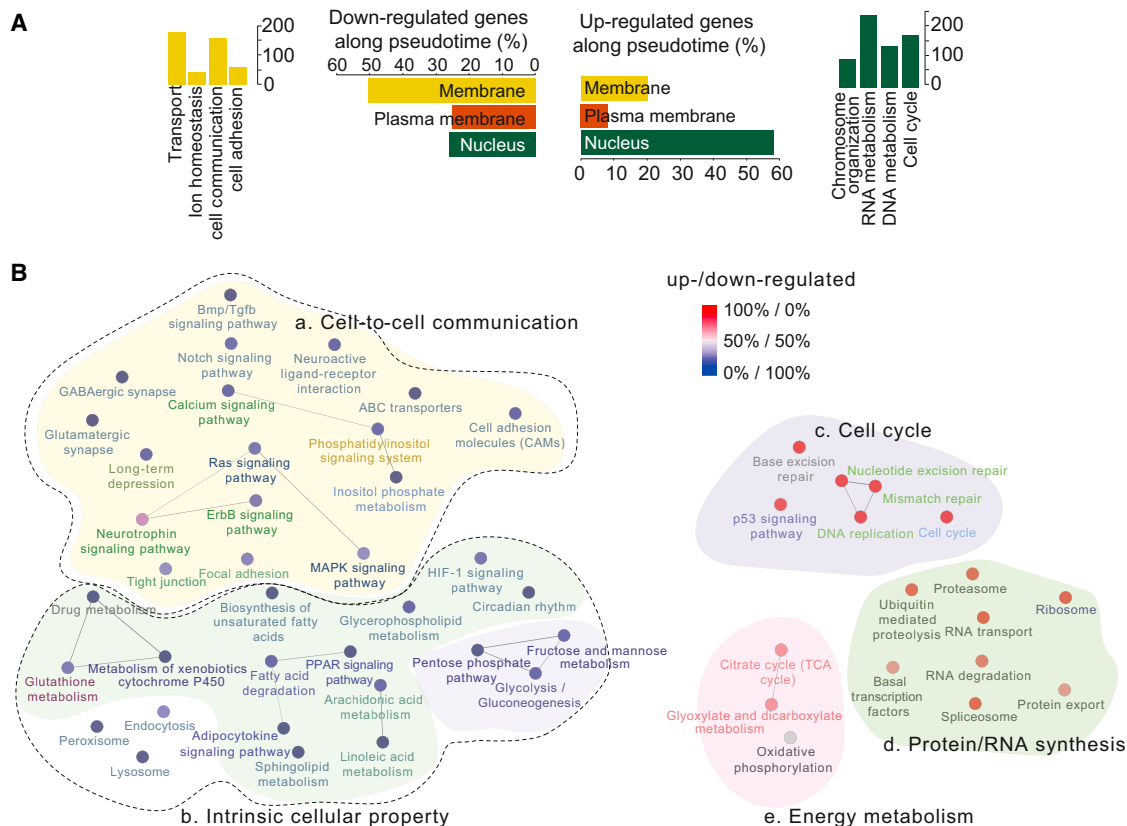 A
200
100
0
Transport
Ion homeostasis
cell communication
cell adhesion
Down-regulated genes
along pseudotime (%)
60 50 40 30 20 10 0
Membrane
Plasma membrane
Nucleus
Up-regulated genes
along pseudotime (%)
Membrane
Plasma membrane
Nucleus
0 10 20 30 40 50 60
200
100
0
Chromosome
organization
RNA metabolism
DNA metabolism
Cell cycle
B
up-/down-regulated
100% / 0%
50% / 50%
0% / 100%
a. Cell-to-cell communication
Bmp/Tgfb
signaling pathway
Notch signaling
pathway
Neuroactive
ligand-receptor
interaction
GABAergic synapse
Calcium signaling
pathway
ABC transporters
Cell adhesion
molecules (CAMs)
Glutamatergic
synapse
Phosphatidylinositol
signaling system
Long-term
depression
Ras signaling
pathway
Inositol phosphate
metabolism
ErbB signaling
pathway
Neurotrophin
signaling pathway
Tight junction
Focal adhesion
MAPK signaling
pathway
HIF-1 signaling
pathway
Circadian rhythm
Drug metabolism
Biosynthesis of
unsaturated fatty
acids
Glycerophospholipid
metabolism
Glutathione
metabolism
Metabolism of xenobiotics
cytochrome P450
Fatty acid
degradation
PPAR signaling
pathway
Pentose phosphate
pathway
Fructose and mannose
metabolism
Glycolysis /
Gluconeogenesis
Arachidonic acid
metabolism
Endocytosis
Peroxisome
Lysosome
Adipocytokine
signaling pathway
Sphingolipid
metabolism
Linoleic acid
metabolism
b. Intrinsic cellular property
c. Cell cycle
Base excision
repair
Nucleotide excision repair
Mismatch repair
p53 signaling
pathway
DNA replication
Cell cycle
Proteasome
Ubiquitin
mediated
proteolysis
Ribosome
RNA transport
RNA degradation
Basal
transcription
factors
Protein export
Spliceosome
d. Protein/RNA synthesis
Citrate cycle (TCA
cycle)
Glyoxylate and dicarboxylate
metabolism
Oxidative
phosphorylation
e. Energy metabolism